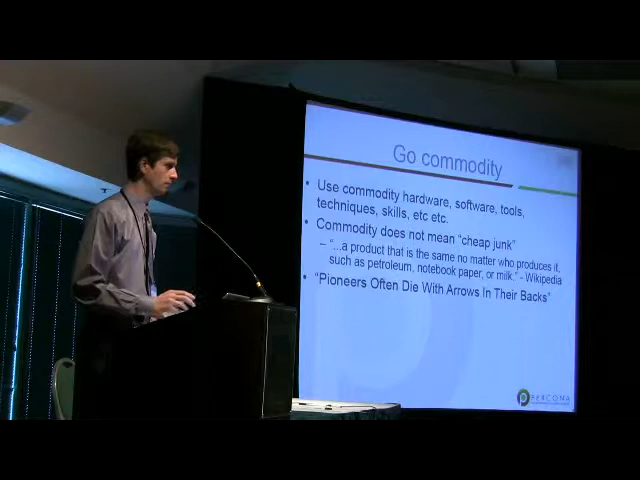 Go commodity
• Use commodity hardware, software, tools,
techniques, skills, etc etc.
• Commodity does not mean "cheap junk"
– "...a product that is the same no matter who produces it,
such as petroleum, notebook paper, or milk." - Wikipedia
• "Pioneers Often Die With Arrows In Their Backs"
PERCONA